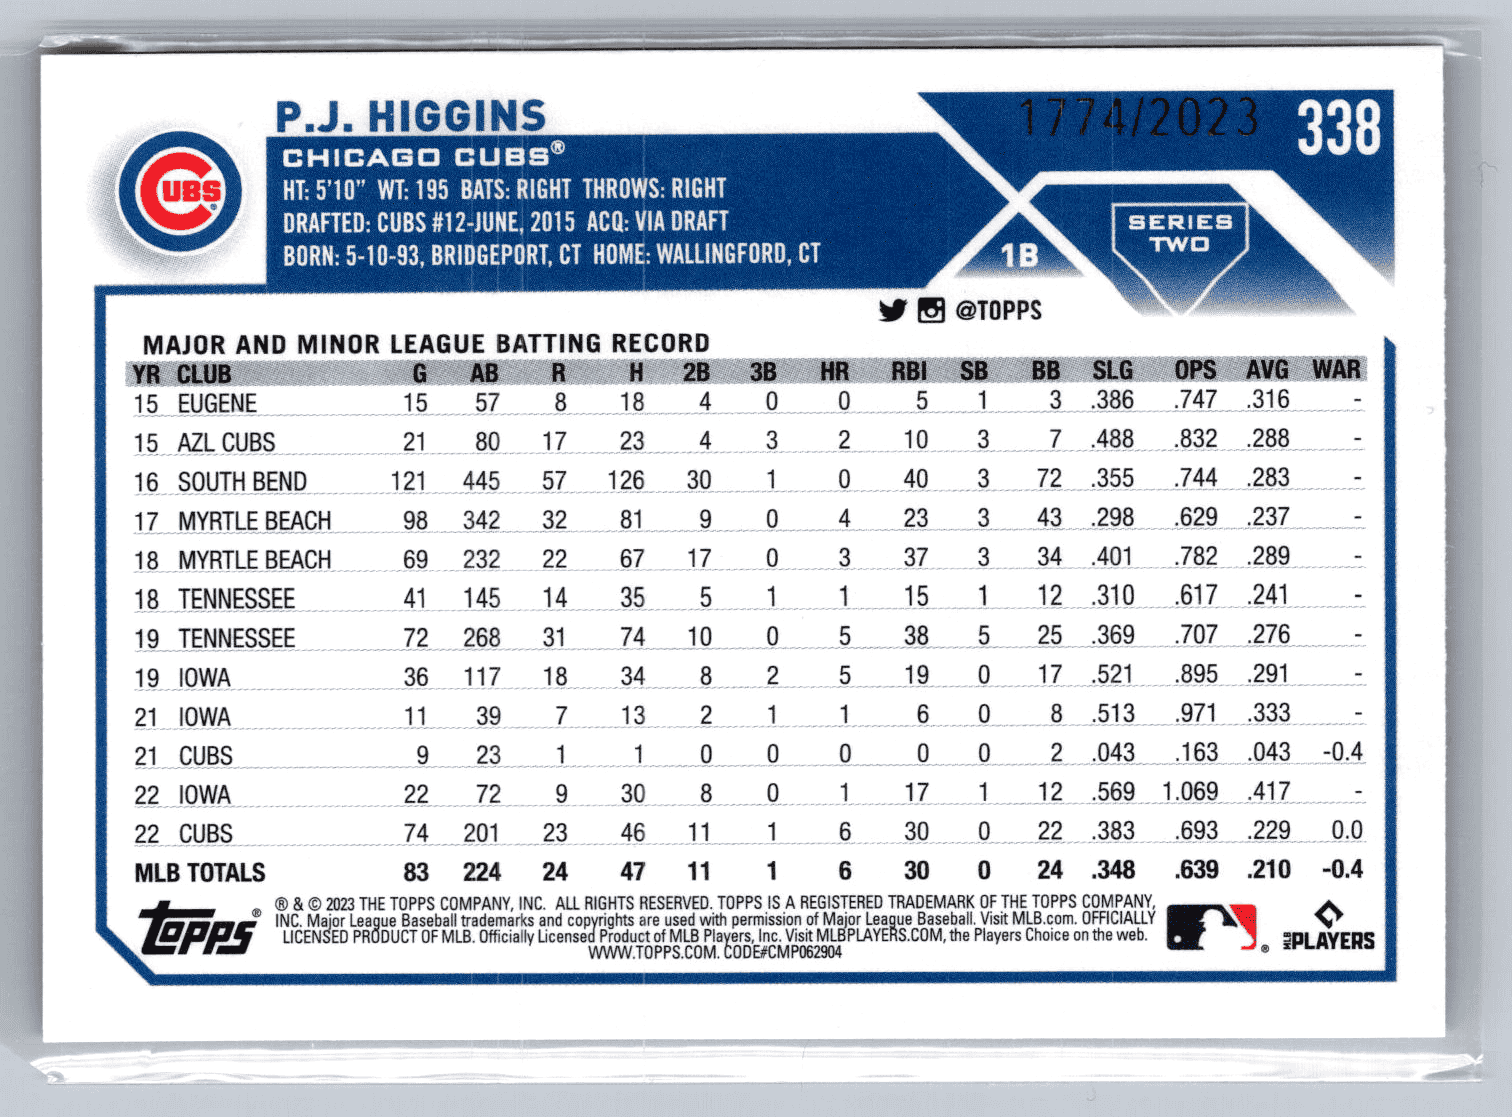 P.J. HIGGINS
1774/2023
338
CHICAGO CUBS®
HT: 5'10" WT: 195 BATS: RIGHT THROWS: RIGHT
DRAFTED: CUBS #12-JUNE, 2015 ACQ: VIA DRAFT
BORN: 5-10-93, BRIDGEPORT, CT HOME: WALLINGFORD, CT
CUBS®
1B
SERIES
TWO
@TOPPS
MAJOR AND MINOR LEAGUE BATTING RECORD
YR CLUB G AB R H 2B 3B HR RBI SB BB SLG OPS AVG WAR
15 EUGENE 15 57 8 18 4 0 0 5 1 3 .386 .747 .316 -
15 AZL CUBS 21 80 17 23 4 3 2 10 3 7 .488 .832 .288 -
16 SOUTH BEND 121 445 57 126 30 1 0 40 3 72 .355 .744 .283 -
17 MYRTLE BEACH 98 342 32 81 9 0 4 23 3 43 .298 .629 .237 -
18 MYRTLE BEACH 69 232 22 67 17 0 3 37 3 34 .401 .782 .289 -
18 TENNESSEE 41 145 14 35 5 1 1 15 1 12 .310 .617 .241 -
19 TENNESSEE 72 268 31 74 10 0 5 38 5 25 .369 .707 .276 -
19 IOWA 36 117 18 34 8 2 5 19 0 17 .521 .895 .291 -
21 IOWA 11 39 7 13 2 1 1 6 0 8 .513 .971 .333 -
21 CUBS 9 23 1 1 0 0 0 0 0 2 .043 .163 .043 -0.4
22 IOWA 22 72 9 30 8 0 1 17 1 12 .569 1.069 .417 -
22 CUBS 74 201 23 46 11 1 6 30 0 22 .383 .693 .229 0.0
MLB TOTALS 83 224 24 47 11 1 6 30 0 24 .348 .639 .210 -0.4
topps®
® & © 2023 THE TOPPS COMPANY, INC. ALL RIGHTS RESERVED. TOPPS IS A REGISTERED TRADEMARK OF THE TOPPS COMPANY,
INC. Major League Baseball trademarks and copyrights are used with permission of Major League Baseball. Visit MLB.com. OFFICIALLY
LICENSED PRODUCT OF MLB. Officially Licensed Product of MLB Players, Inc. Visit MLBPLAYERS.COM, the Players Choice on the web.
WWW.TOPPS.COM. CODE#CMP062904
®
MLB PLAYERS